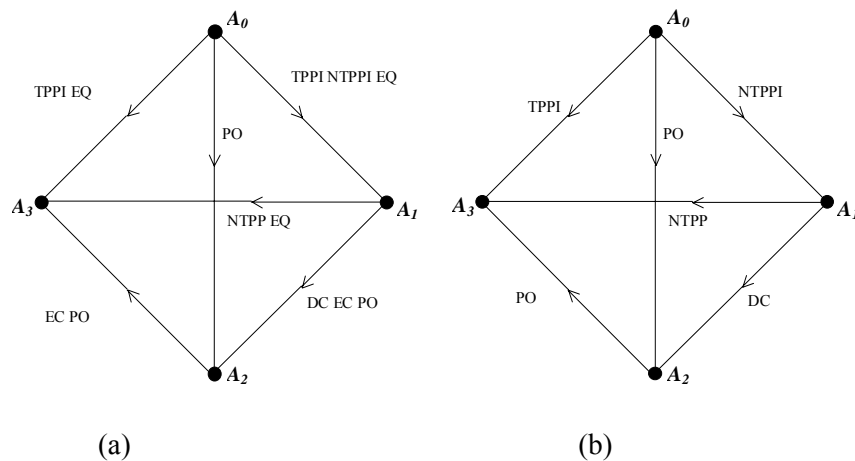 A0
A0
TPPI EQ
TPPI NTPPI EQ
TPPI
NTPPI
PO
PO
A3
A1
A3
A1
NTPP EQ
NTPP
EC PO
DC EC PO
PO
DC
A2
A2
(a)
(b)